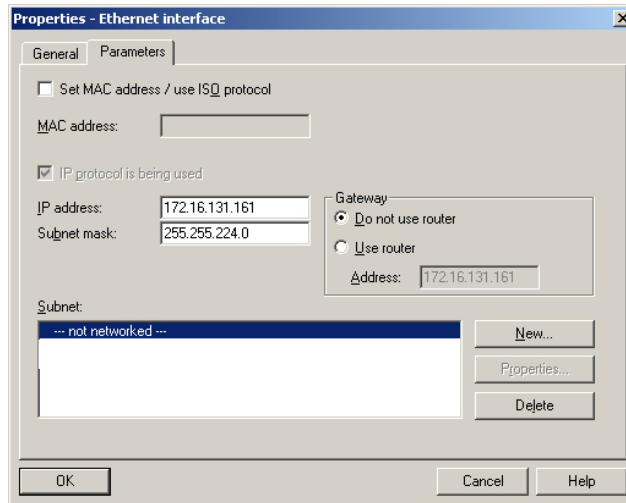 Properties - Ethernet interface
General Parameters
Set MAC address / use ISO protocol
MAC address:
IP protocol is being used
IP address: 172.16.131.161
Subnet mask: 255.255.224.0
Gateway
Do not use router
Use router
Address: 172.16.131.161
Subnet:
--- not networked ---
New...
Properties...
Delete
OK Cancel Help